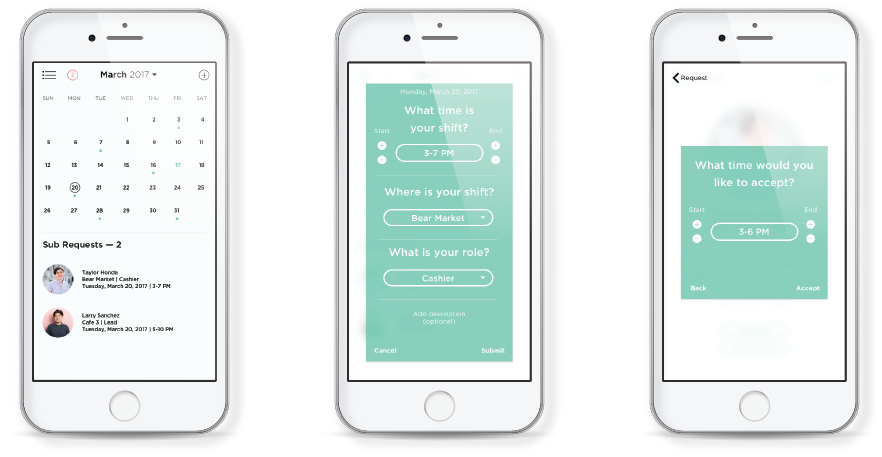 2
March 2017
SUN MON TUE WED THU FRI SAT
1 2 3 4
5 6 7 8 9 10 11
12 13 14 15 16 17 18
19 20 21 22 23 24 25
26 27 28 29 30 31
Sub Requests — 2
Taylor Honda
Bear Market | Cashier
Tuesday, March 20, 2017 | 3-7 PM
Larry Sanchez
Cafe 3 | Lead
Tuesday, March 20, 2017 | 5-10 PM
Monday, March 20, 2017
What time is
your shift?
Start End
3-7 PM
Where is your shift?
Bear Market
What is your role?
Cashier
Add description
(optional)
Cancel Submit
Request
What time would you
like to accept?
Start End
3-6 PM
Back Accept